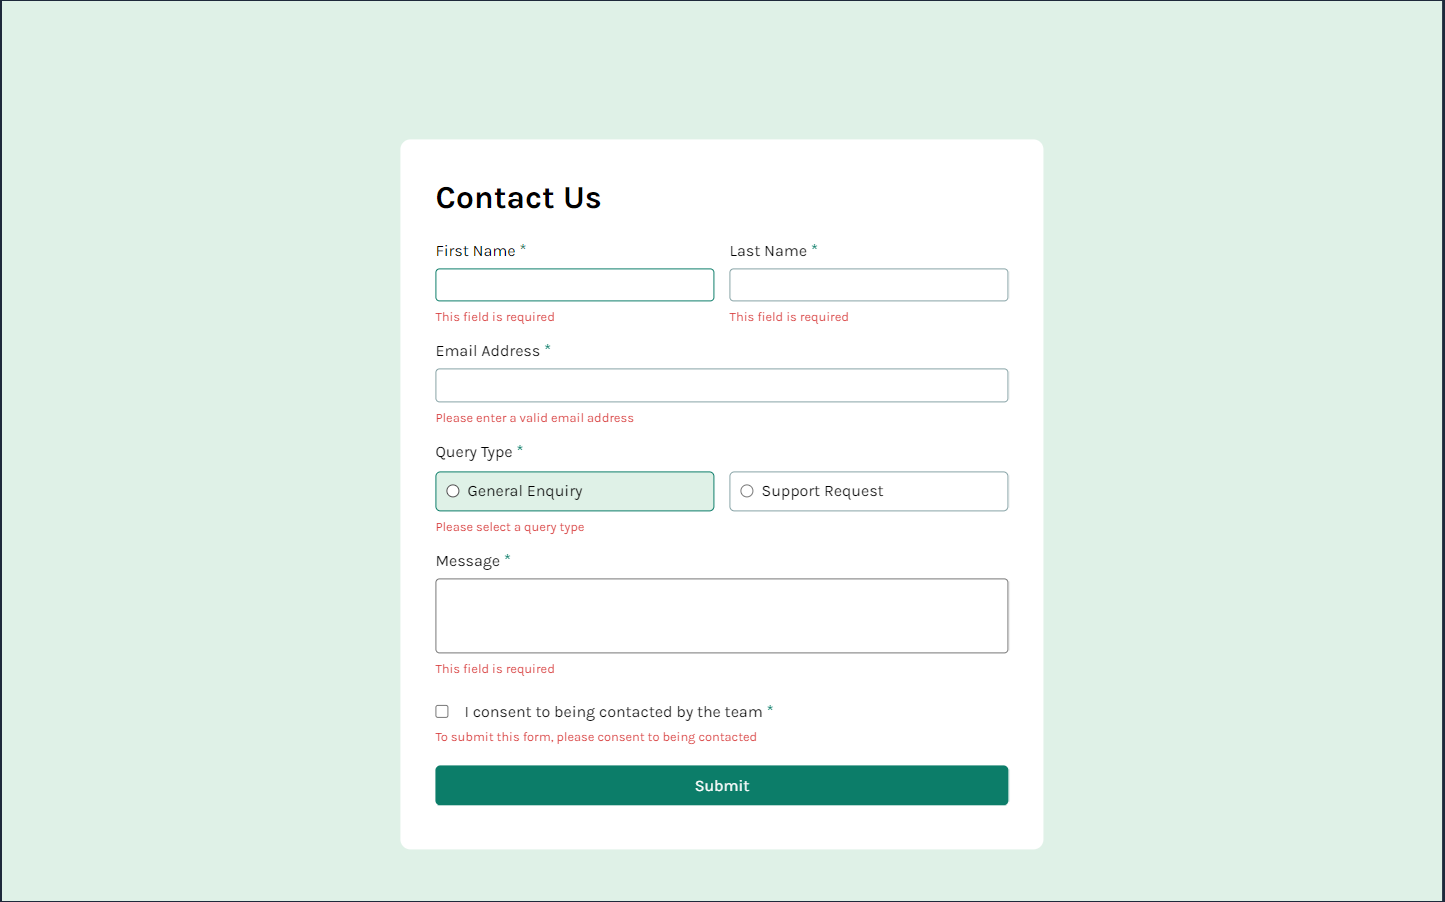 Contact Us
First Name * Last Name *
This field is required This field is required
Email Address *
Please enter a valid email address
Query Type *
General Enquiry Support Request
Please select a query type
Message *
This field is required
I consent to being contacted by the team *
To submit this form, please consent to being contacted
Submit